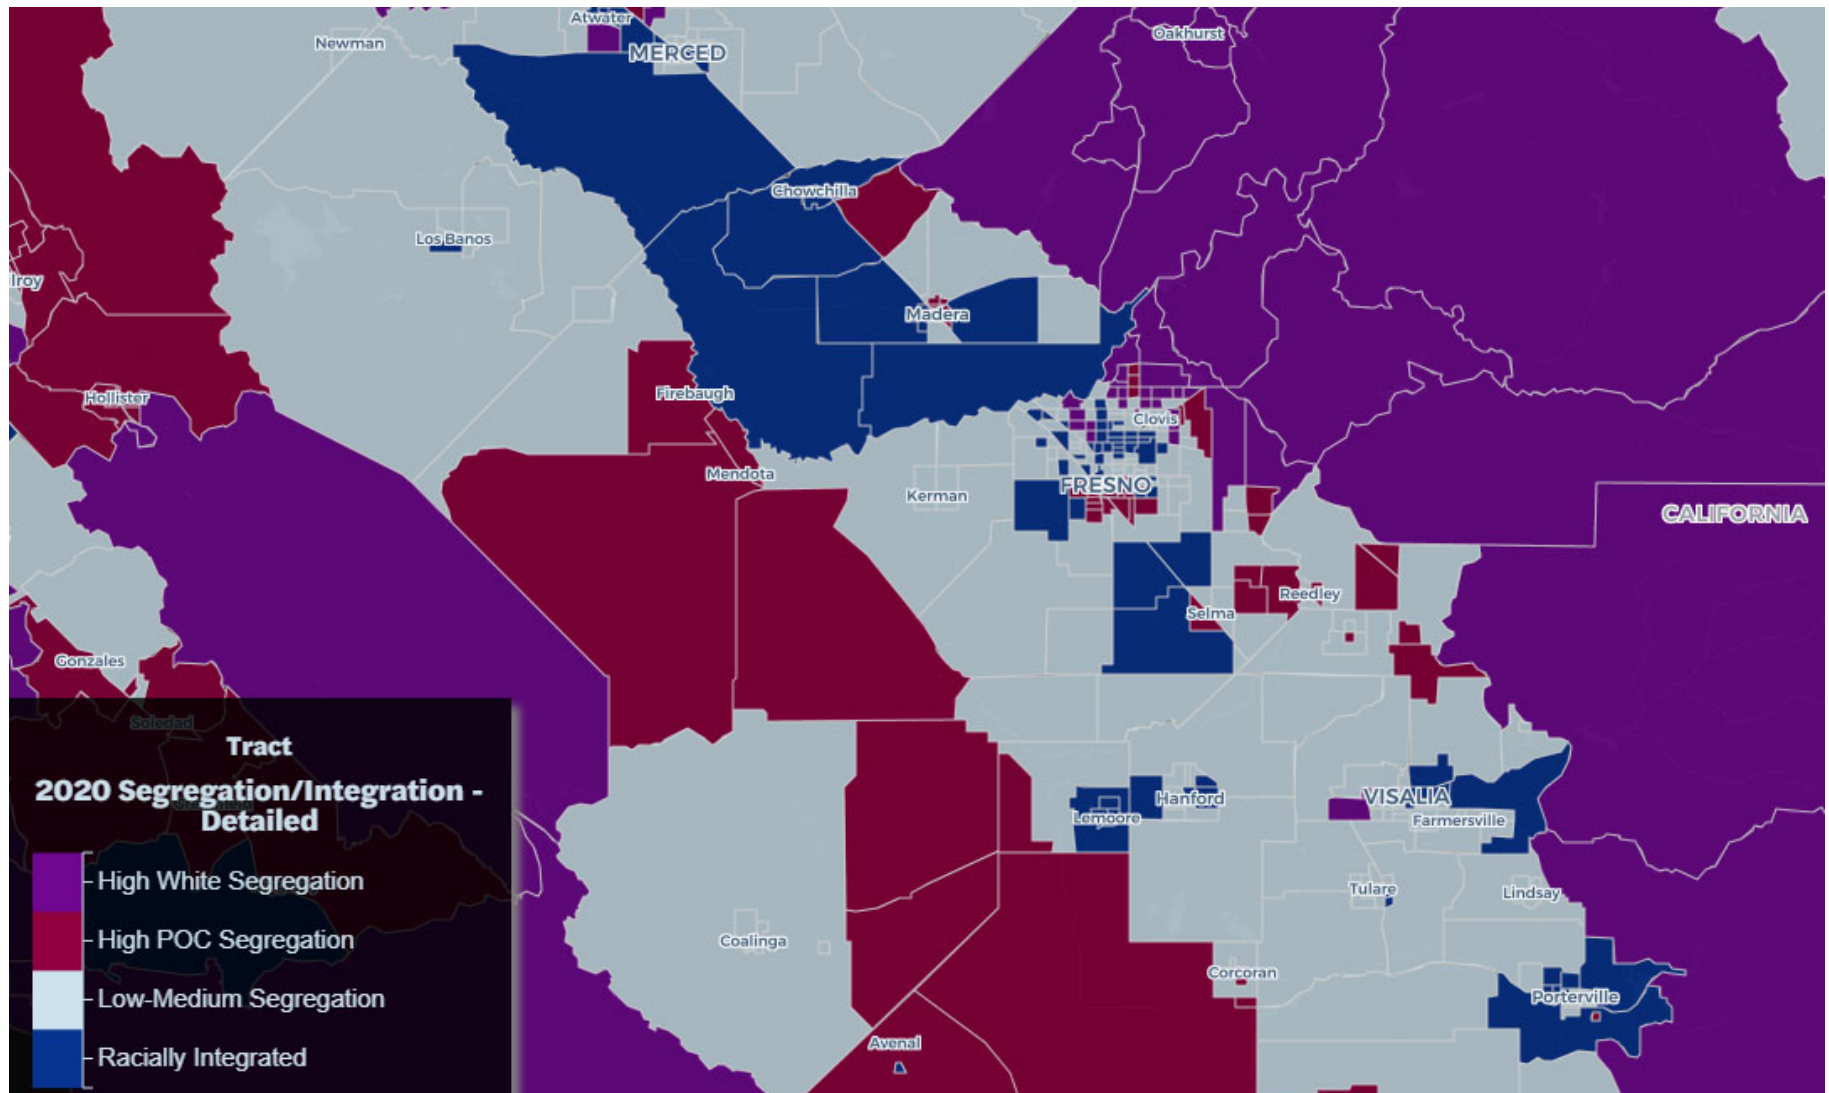 Atwater
Newman
MERCED
Oakhurst
Chowchilla
Los Banos
lroy
Madera
Firebaugh
Hollister
Clovis
Mendota
FRESNO
Kerman
CALIFORNIA
Reedley
Selma
Gonzales
Soledad
Tract
2020 Segregation/Integration -
Detailed
Hanford
VISALIA
Lemoore
Farmersville
High White Segregation
Tulare
Lindsay
High POC Segregation
Coalinga
Corcoran
Low-Medium Segregation
Porterville
Avenal
Racially Integrated